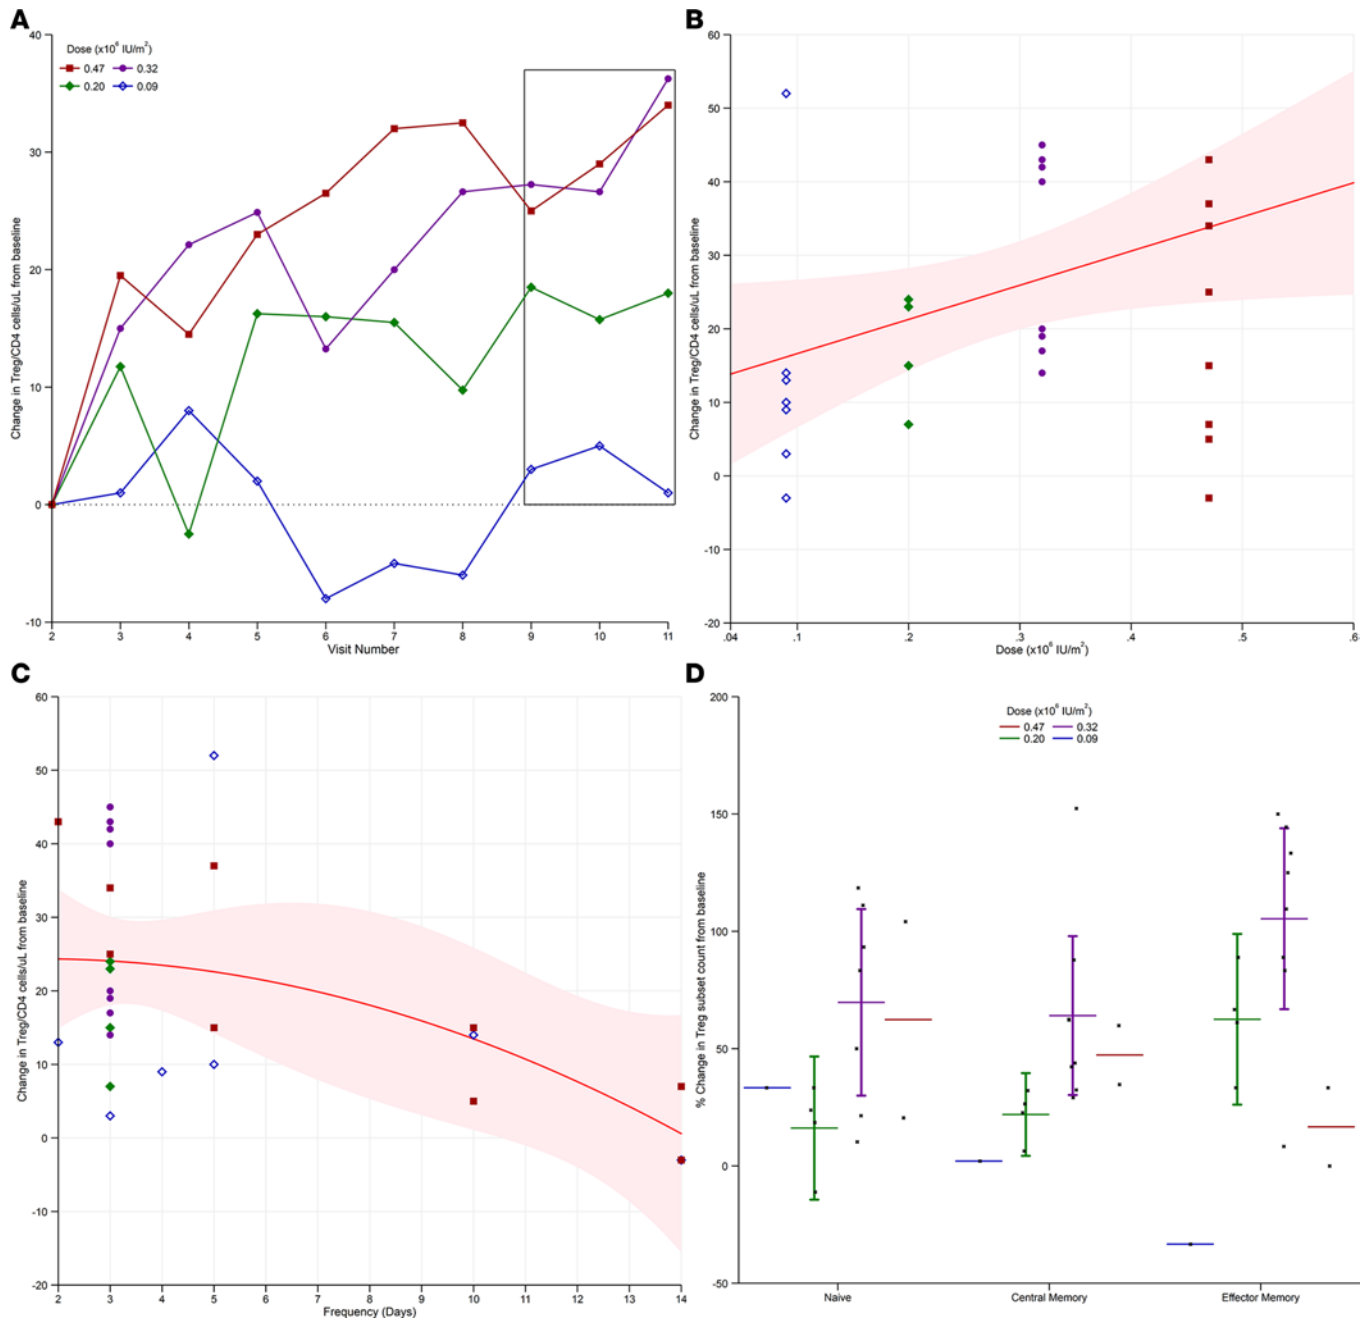 A
Dose (x10⁶ IU/m²)
0.47 0.32
0.20 0.09
Change in Treg/CD4 cells/uL from baseline
40
30
20
10
0
-10
2 3 4 5 6 7 8 9 10 11
Visit Number
B
Change in Treg/CD4 cells/uL from baseline
60
50
40
30
20
10
0
-10
-20
.04 .1 .2 .3 .4 .5 .6
Dose (x10⁶ IU/m²)
C
Change in Treg/CD4 cells/uL from baseline
60
50
40
30
20
10
0
-10
-20
2 3 4 5 6 7 8 9 10 11 12 13 14
Frequency (Days)
D
Dose (x10⁶ IU/m²)
0.47 0.32
0.20 0.09
% Change in Treg subset count from baseline
200
150
100
50
0
-50
Naive Central Memory Effector Memory